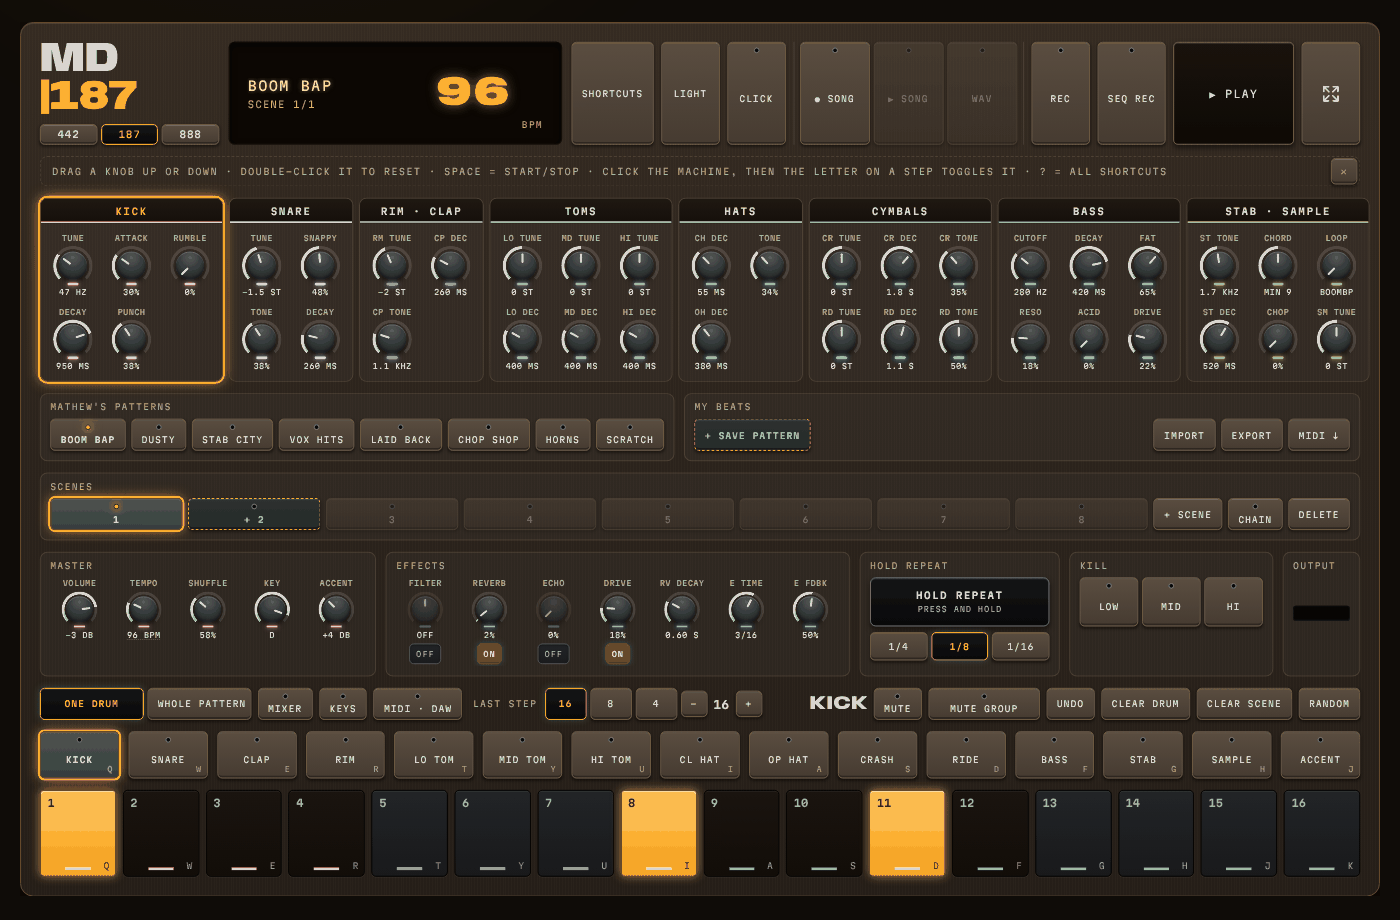 MD
|187
442 187 888
BOOM BAP
SCENE 1/1
96
BPM
SHORTCUTS
LIGHT
CLICK
● SONG
▶ SONG
WAV
REC
SEQ REC
▶ PLAY
DRAG A KNOB UP OR DOWN · DOUBLE-CLICK IT TO RESET · SPACE = START/STOP · CLICK THE MACHINE, THEN THE LETTER ON A STEP TOGGLES IT · ? = ALL SHORTCUTS
×
KICK
TUNE ATTACK RUMBLE
47 HZ 30% 0%
DECAY PUNCH
950 MS 38%
SNARE
TUNE SNAPPY
-1.5 ST 48%
TONE DECAY
38% 260 MS
RIM · CLAP
RM TUNE CP DEC
-2 ST 260 MS
CP TONE
1.1 KHZ
TOMS
LO TUNE MD TUNE HI TUNE
0 ST 0 ST 0 ST
LO DEC MD DEC HI DEC
400 MS 400 MS 400 MS
HATS
CH DEC TONE
55 MS 34%
OH DEC
380 MS
CYMBALS
CR TUNE CR DEC CR TONE
0 ST 1.8 S 35%
RD TUNE RD DEC RD TONE
0 ST 1.1 S 50%
BASS
CUTOFF DECAY FAT
280 HZ 420 MS 65%
RESO ACID DRIVE
18% 0% 22%
STAB · SAMPLE
ST TONE CHORD LOOP
1.7 KHZ MIN 9 BOOMBP
ST DEC CHOP SM TUNE
520 MS 0% 0 ST
MATHEW'S PATTERNS
BOOM BAP DUSTY STAB CITY VOX HITS LAID BACK CHOP SHOP HORNS SCRATCH
MY BEATS
+ SAVE PATTERN
IMPORT EXPORT MIDI ↓
SCENES
1 + 2 3 4 5 6 7 8 + SCENE CHAIN DELETE
MASTER
VOLUME TEMPO SHUFFLE KEY ACCENT
-3 DB 96 BPM 58% D +4 DB
EFFECTS
FILTER REVERB ECHO DRIVE RV DECAY E TIME E FDBK
OFF 2% 0% 18% 0.60 S 3/16 50%
OFF ON OFF ON
HOLD REPEAT
HOLD REPEAT
PRESS AND HOLD
1/4 1/8 1/16
KILL
LOW MID HI
OUTPUT
ONE DRUM WHOLE PATTERN MIXER KEYS MIDI · DAW LAST STEP 16 8 4 - 16 + KICK MUTE MUTE GROUP UNDO CLEAR DRUM CLEAR SCENE RANDOM
KICK Q SNARE W CLAP E RIM R LO TOM T MID TOM Y HI TOM U CL HAT I OP HAT A CRASH S RIDE D BASS F STAB G SAMPLE H ACCENT J
1 2 3 4 5 6 7 8 9 10 11 12 13 14 15 16
Q W E R T Y U I A S D F G H J K